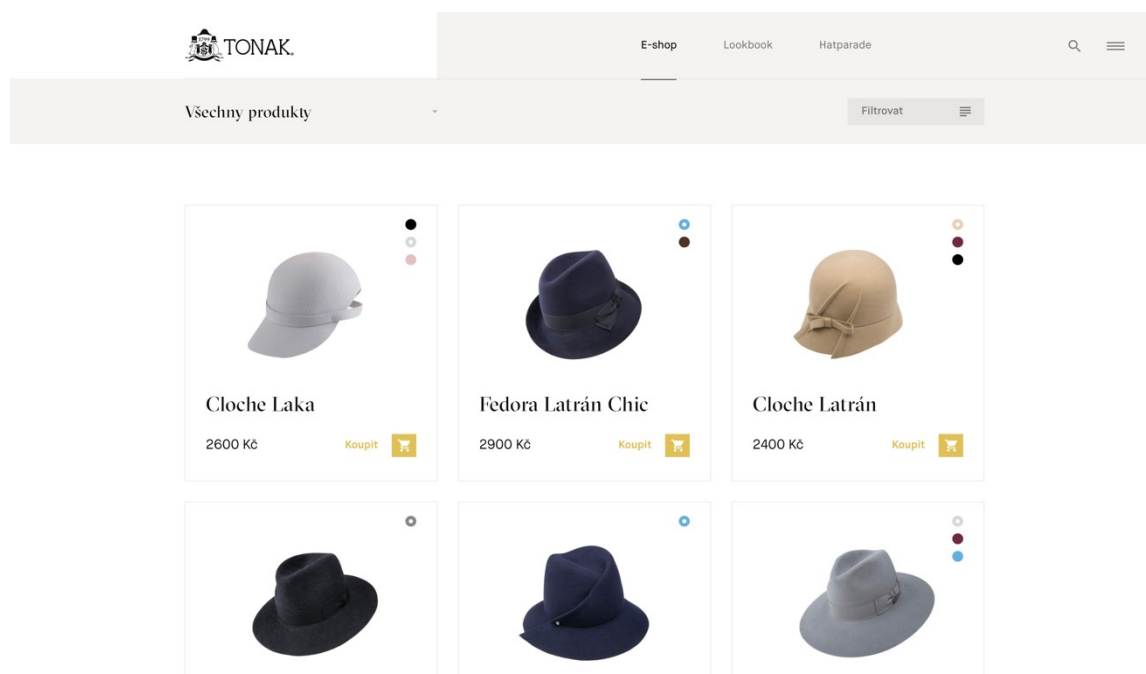 1799
TONAK®
E-shop
Lookbook
Hatparade
Všechny produkty
Filtrovat
Cloche Laka
2600 Kč
Koupit
Fedora Latrán Chic
2900 Kč
Koupit
Cloche Latrán
2400 Kč
Koupit